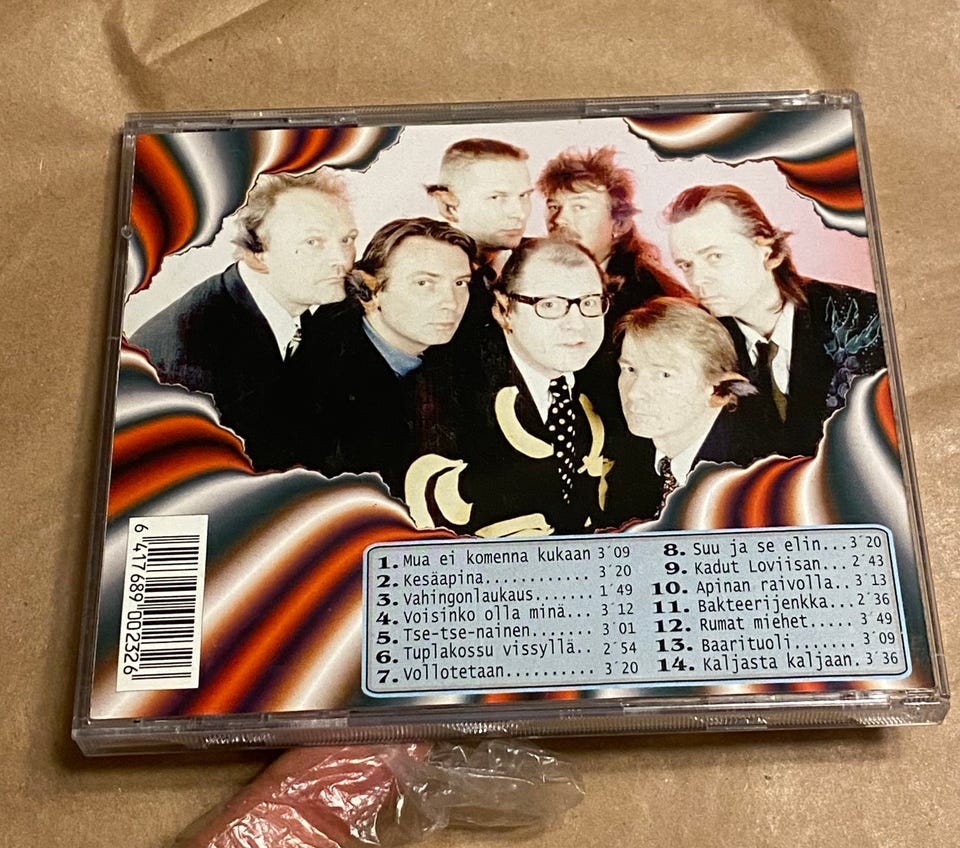 6 417689 002326
1. Mua ei komenna kukaan 3´09
2. Kesäapina............ 3´20
3. Vahingonlaukaus....... 1´49
4. Voisinko olla minä... 3´12
5. Tse-tse-nainen....... 3´01
6. Tuplakossu vissyllä.. 2´54
7. Vollotetaan.......... 3´20
8. Suu ja se elin...3´20
9. Kadut Loviisan...2´43
10. Apinan raivolla..3´13
11. Bakteerijenkka...2´36
12. Rumat miehet..... 3´49
13. Baarituoli....... 3´09
14. Kaljasta kaljaan.3´36